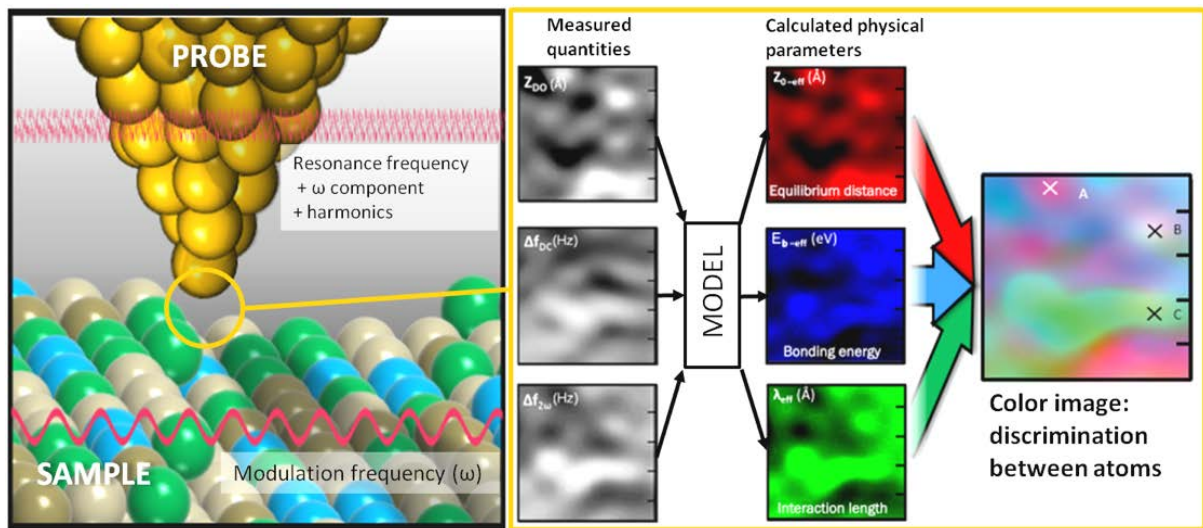 PROBE
Resonance frequency
+ ω component
+ harmonics
SAMPLE
Modulation frequency (ω)
Measured
quantities
Z_DO (Å)
Δf_DC (Hz)
Δf_2ω (Hz)
MODEL
Calculated physical
parameters
Z_0-eff (Å)
Equilibrium distance
E_b-eff (eV)
Bonding energy
λ_eff (Å)
Interaction length
A
B
C
Color image:
discrimination
between atoms